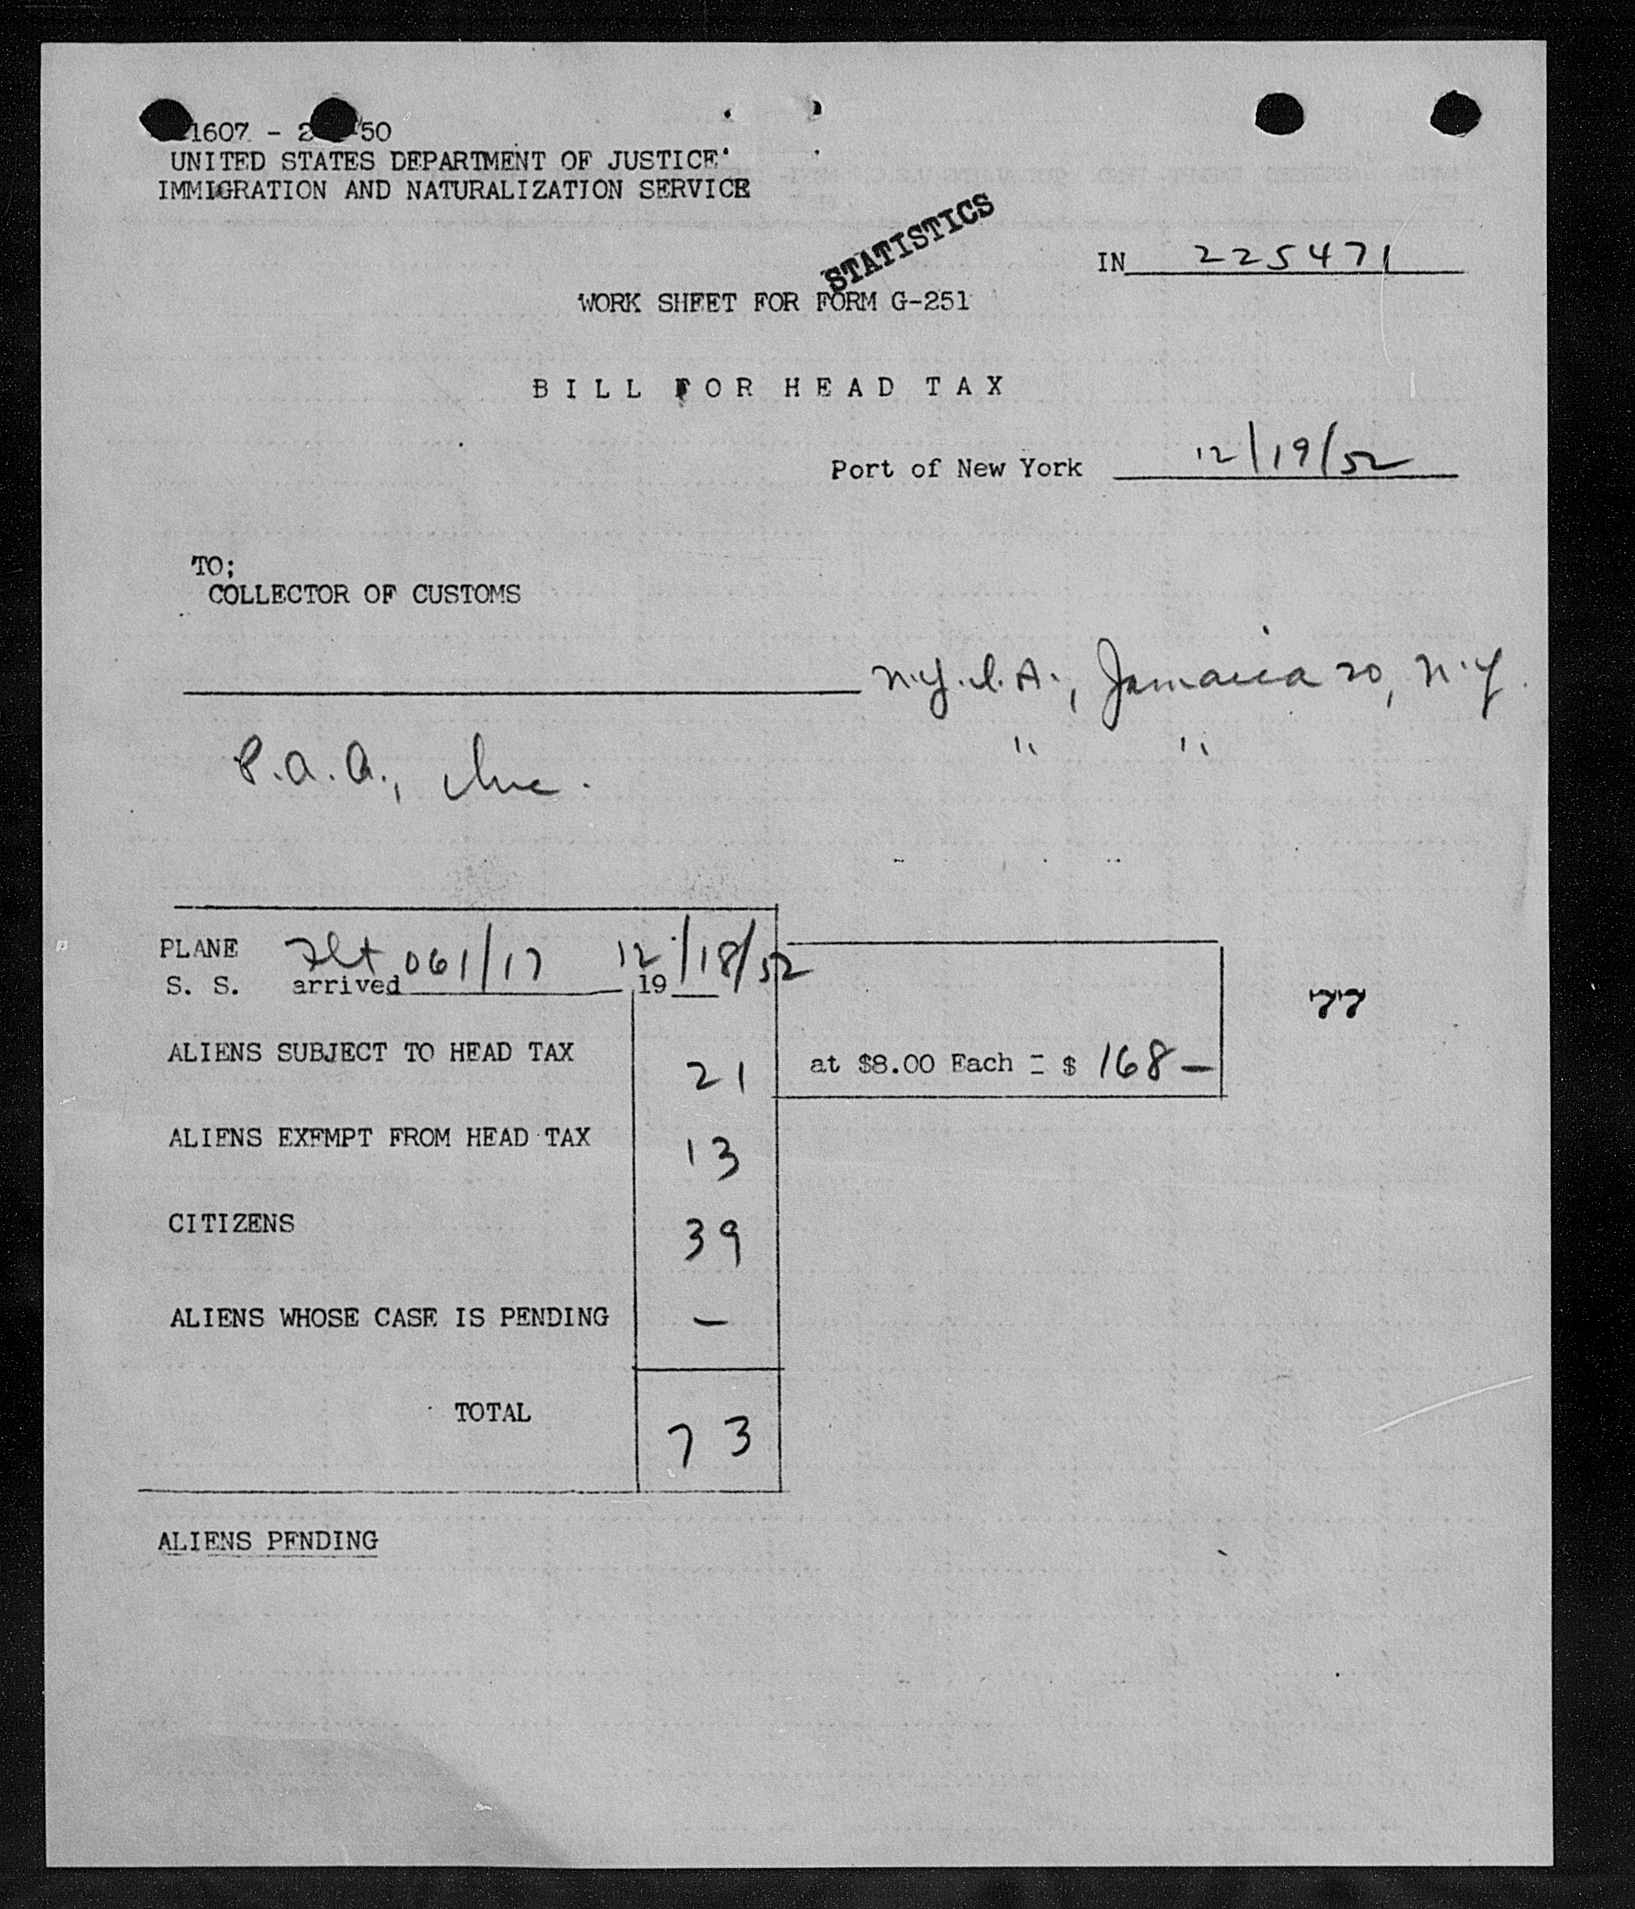 1607 - 2 50
UNITED STATES DEPARTMENT OF JUSTICE
IMMIGRATION AND NATURALIZATION SERVICE
STATISTICS
IN 225471
WORK SHEET FOR FORM G-251
BILL FOR HEAD TAX
Port of New York 12/19/52
TO;
COLLECTOR OF CUSTOMS
N.Y.I.A., Jamaica 20, N.Y.
P.A.A., Inc. " "
PLANE Flt 061/17 12/18/52
S. S. arrived 19
77
ALIENS SUBJECT TO HEAD TAX 21 at $8.00 Each = $ 168 —
ALIENS EXEMPT FROM HEAD TAX 13
CITIZENS 39
ALIENS WHOSE CASE IS PENDING —
TOTAL 73
ALIENS PENDING